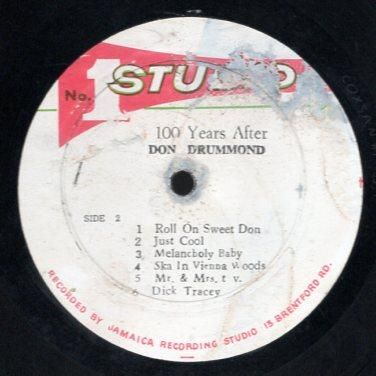 No. 1 STUDIO
100 Years After
DON DRUMMOND
SIDE 2
1 Roll On Sweet Don
2 Just Cool
3 Melancholy Baby
4 Ska In Vienna Woods
5 Mr. & Mrs. t v.
6 Dick Tracey
RECORDED BY JAMAICA RECORDING STUDIO 13 BRENTFORD RD.